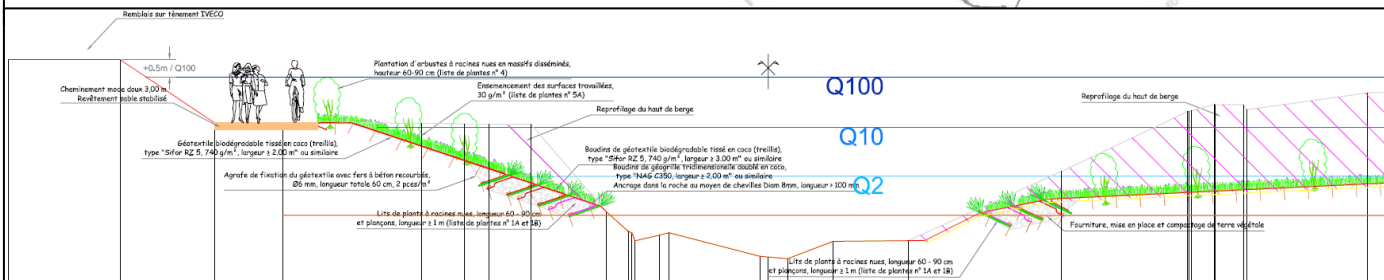 Remblais sur tènement IVECO
+0.5m / Q100
Plantation d'arbustes à racines nues en massifs disséminés,
hauteur 60-90 cm (liste de plantes n° 4)
Cheminement mode doux 3,00 m
Revêtement sable stabilisé
Ensemencement des surfaces travaillées,
30 g/m² (liste de plantes n° 5A)
Reprofilage du haut de berge
Q100
Reprofilage du haut de berge
Q10
Géotextile biodégradable tissé en coco (treillis),
type "Sifor RZ 5, 740 g/m², largeur ≥ 2.00 m" ou similaire
Boudins de géotextile biodégradable tissé en coco (treillis),
type "Sifor RZ 5, 740 g/m², largeur ≥ 3.00 m" ou similaire
Boudins de géogrille tridimensionelle doublé en coco,
type "NAG C350, largeur ≥ 2,00 m" ou similaire
Ancrage dans la roche au moyen de chevilles Diam 8mm, longueur > 100 mm
Q2
Agrafe de fixation du géotextile avec fers à béton recourbés,
Ø6 mm, longueur totale 60 cm, 2 pces/m²
Lits de plants à racines nues, longueur 60 - 90 cm
et plançons, longueur ≥ 1 m (liste de plantes n° 1A et 1B)
Fourniture, mise en place et compactage de terre végétale
Lits de plants à racines nues, longueur 60 - 90 cm
et plançons, longueur ≥ 1 m (liste de plantes n° 1A et 1B)